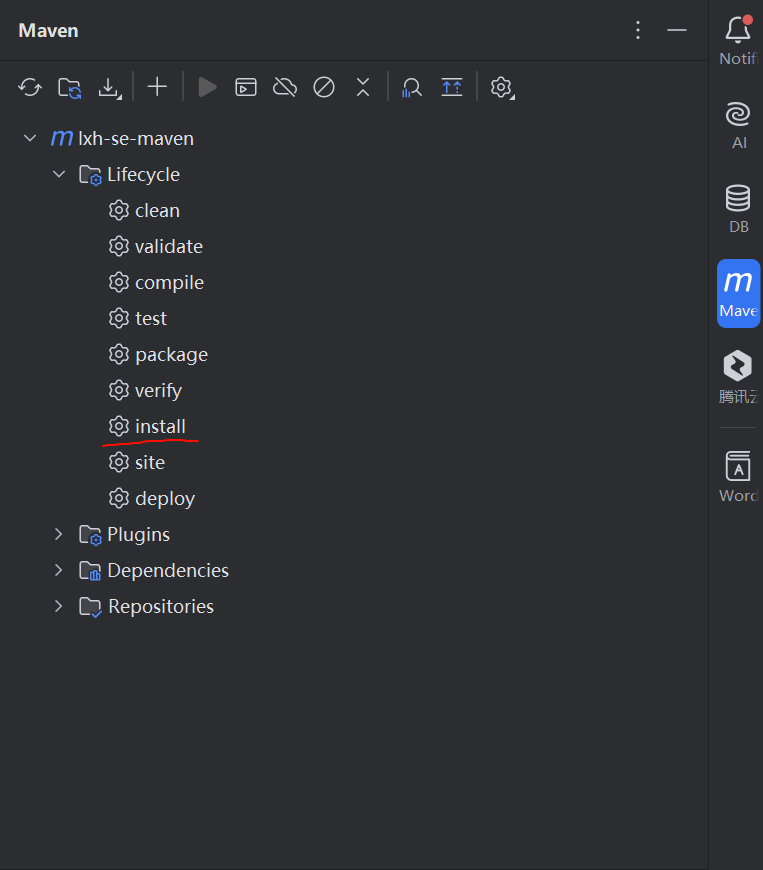 Maven
Notifi
AI
DB
m
Mave
腾讯云
Word
m lxh-se-maven
Lifecycle
clean
validate
compile
test
package
verify
install
site
deploy
Plugins
Dependencies
Repositories